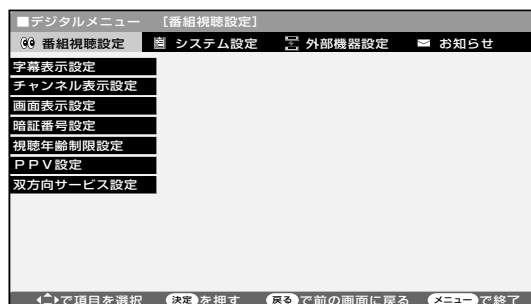 ■デジタルメニュー　[番組視聴設定]
番組視聴設定　システム設定　外部機器設定　お知らせ
字幕表示設定
チャンネル表示設定
画面表示設定
暗証番号設定
視聴年齢制限設定
ＰＰＶ設定
双方向サービス設定
で項目を選択　決定を押す　戻るで前の画面に戻る　メニューで終了